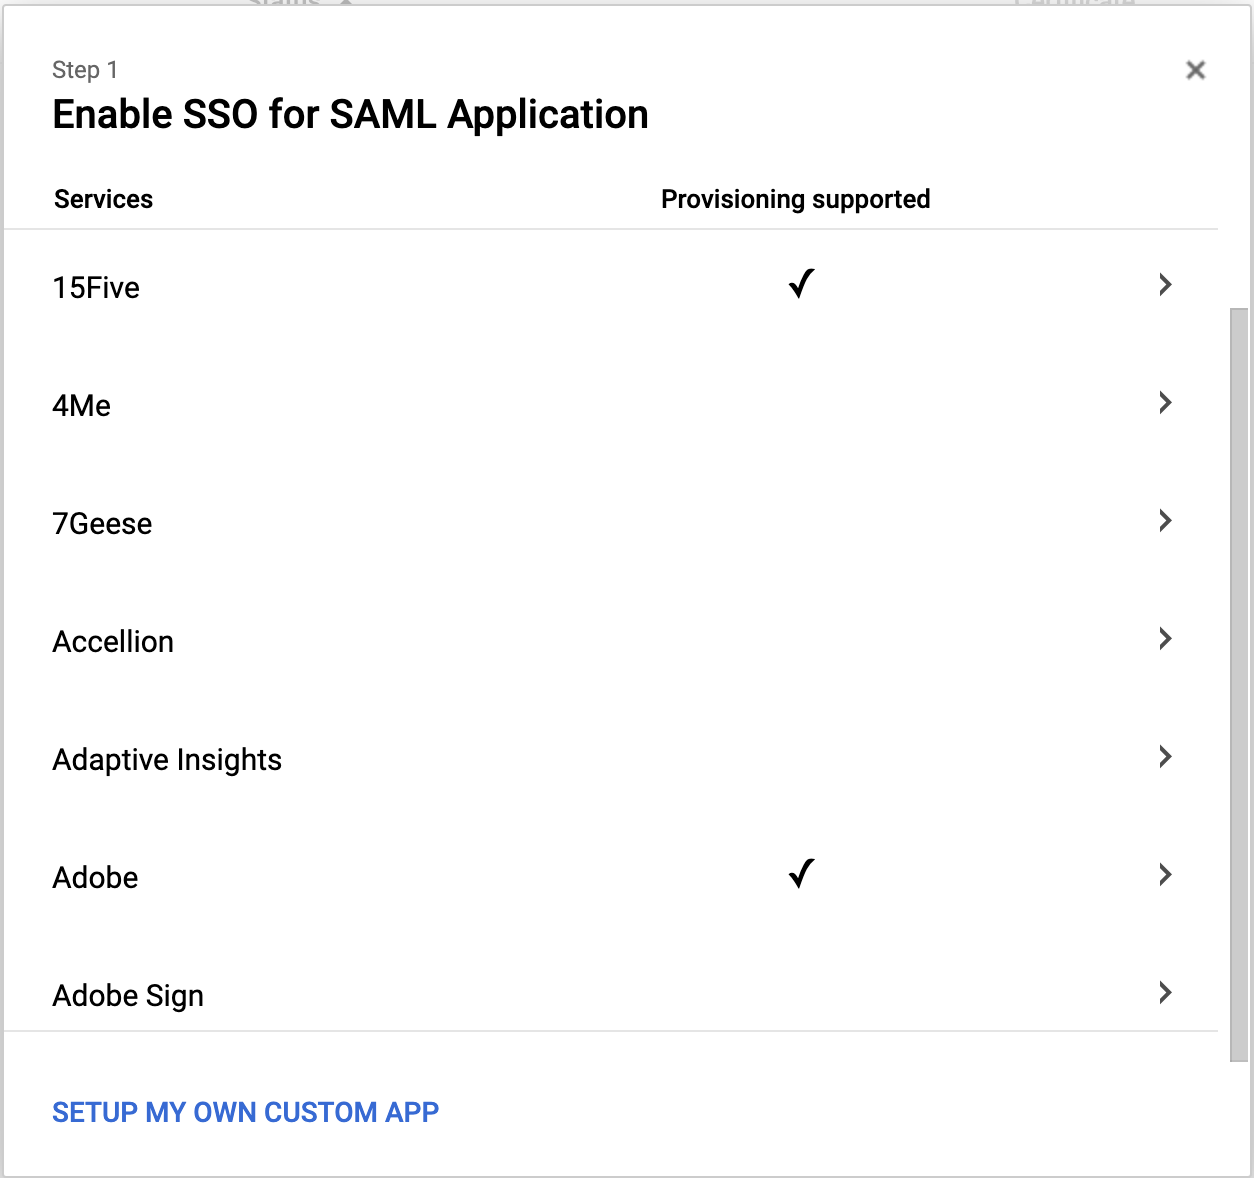 Step 1
Enable SSO for SAML Application
Services Provisioning supported
15Five ✓
4Me
7Geese
Accellion
Adaptive Insights
Adobe ✓
Adobe Sign
SETUP MY OWN CUSTOM APP